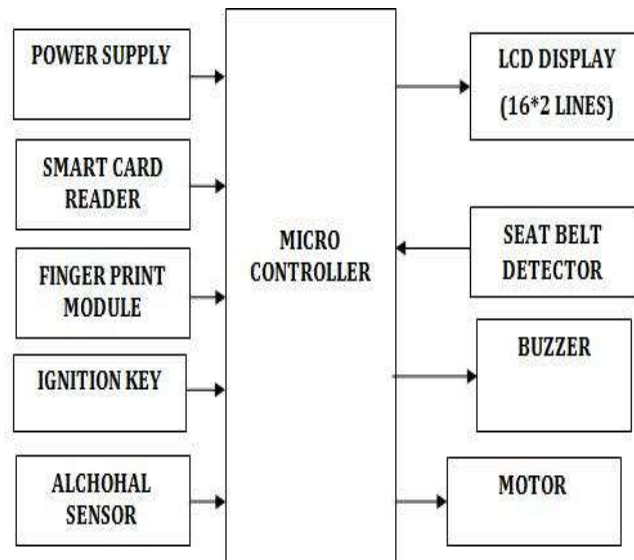 POWER SUPPLY
SMART CARD
READER
FINGER PRINT
MODULE
IGNITION KEY
ALCHOHAL
SENSOR
MICRO
CONTROLLER
LCD DISPLAY
(16*2 LINES)
SEAT BELT
DETECTOR
BUZZER
MOTOR